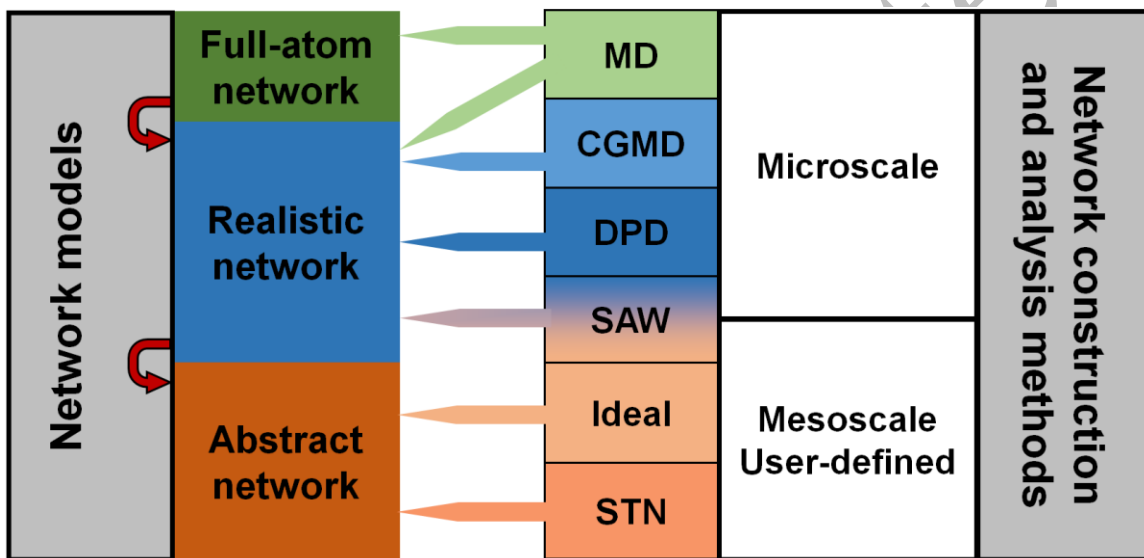 Network models
Full-atom
network
Realistic
network
Abstract
network
MD
CGMD
DPD
SAW
Ideal
STN
Microscale
Mesoscale
User-defined
Network construction
and analysis methods